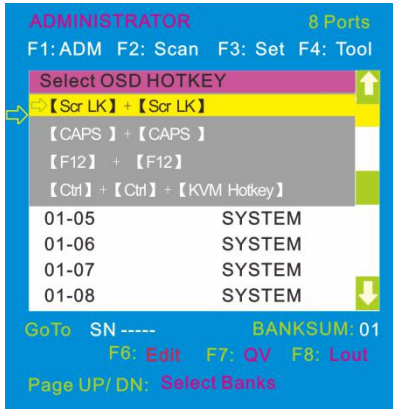 ADMINISTRATOR 8 Ports
F1: ADM F2: Scan F3: Set F4: Tool
Select OSD HOTKEY
【Scr LK】+【Scr LK】
【CAPS 】+【CAPS 】
【F12】 + 【F12】
【Ctrl】+【Ctrl】+【KVM Hotkey】
01-05 SYSTEM
01-06 SYSTEM
01-07 SYSTEM
01-08 SYSTEM
GoTo SN ----- BANKSUM: 01
F6: Edit F7: QV F8: Lout
Page UP/ DN: Select Banks